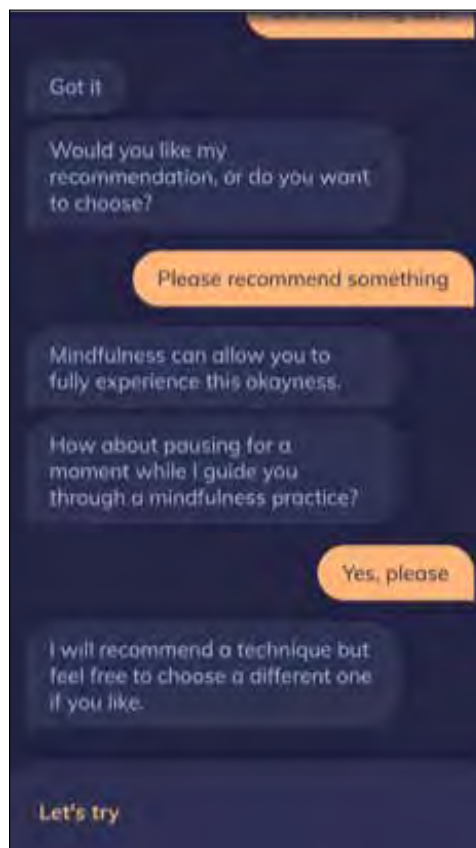 Got it
Would you like my
recommendation, or do you want
to choose?
Please recommend something
Mindfulness can allow you to
fully experience this okayness.
How about pausing for a
moment while I guide you
through a mindfulness practice?
Yes, please
I will recommend a technique but
feel free to choose a different one
if you like.
Let's try